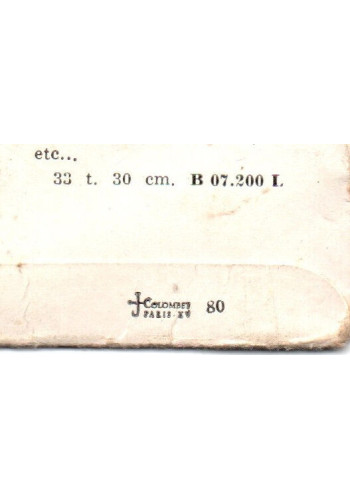 etc...
33 t. 30 cm. B 07.200 L
J COLOMBET 80
PARIS-XV